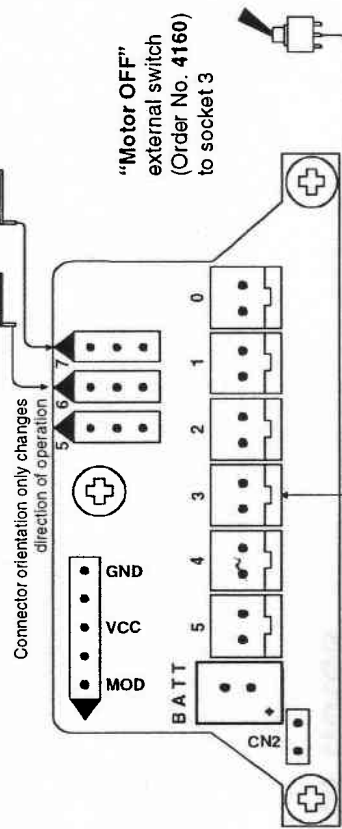 Connector orientation only changes
direction of operation
"Motor OFF"
external switch
(Order No. 4160)
to socket 3
GND
VCC
MOD
5
6
7
BATT
5
4
~
3
2
1
0
+
CN2